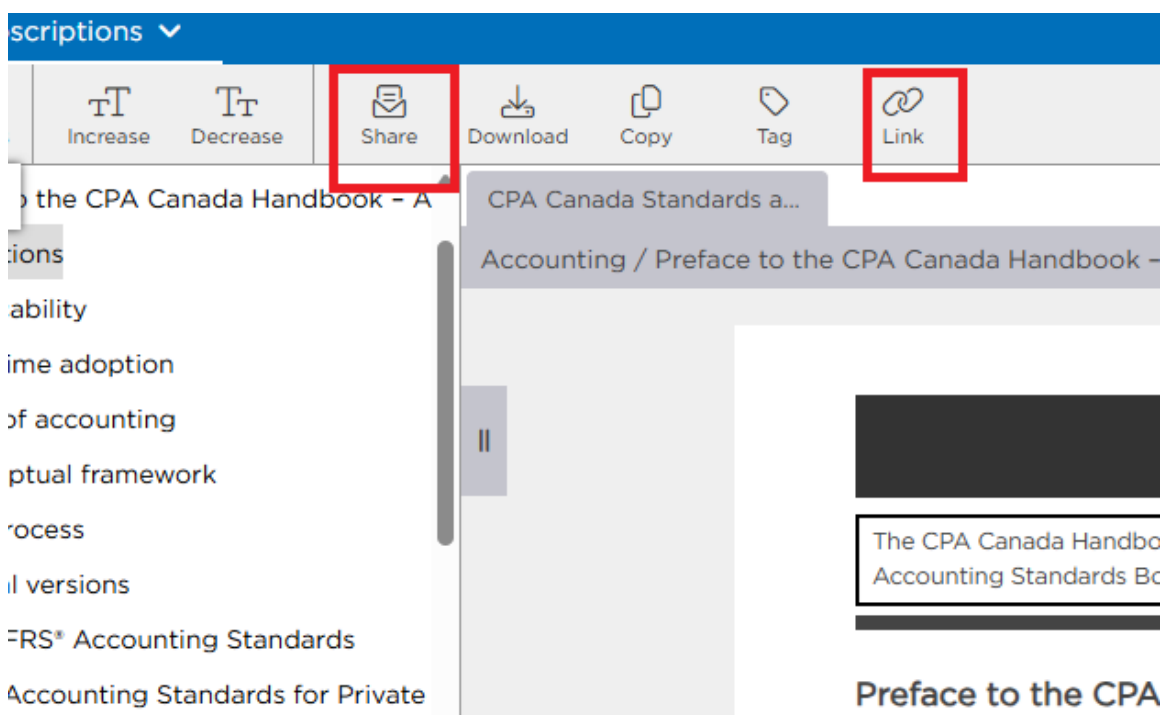 scriptions
Increase
Decrease
Share
Download
Copy
Tag
Link
the CPA Canada Handbook – A
tions
ability
ime adoption
of accounting
ptual framework
rocess
l versions
FRS® Accounting Standards
Accounting Standards for Private
CPA Canada Standards a...
Accounting / Preface to the CPA Canada Handbook –
The CPA Canada Handbo
Accounting Standards Bo
Preface to the CPA